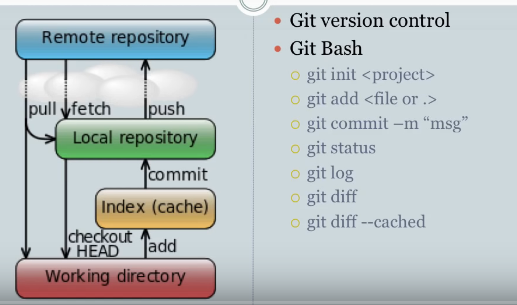 Remote repository
pull
fetch
push
Local repository
commit
Index (cache)
checkout
HEAD
add
Working directory
Git version control
Git Bash
git init <project>
git add <file or .>
git commit –m “msg”
git status
git log
git diff
git diff --cached